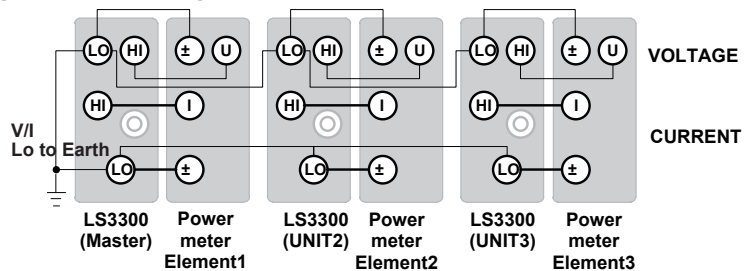 LO HI ± U LO HI ± U LO HI ± U VOLTAGE
HI I HI I HI I
V/I
Lo to Earth
CURRENT
LO ± LO ± LO ±
LS3300 (Master)
Power meter Element1
LS3300 (UNIT2)
Power meter Element2
LS3300 (UNIT3)
Power meter Element3